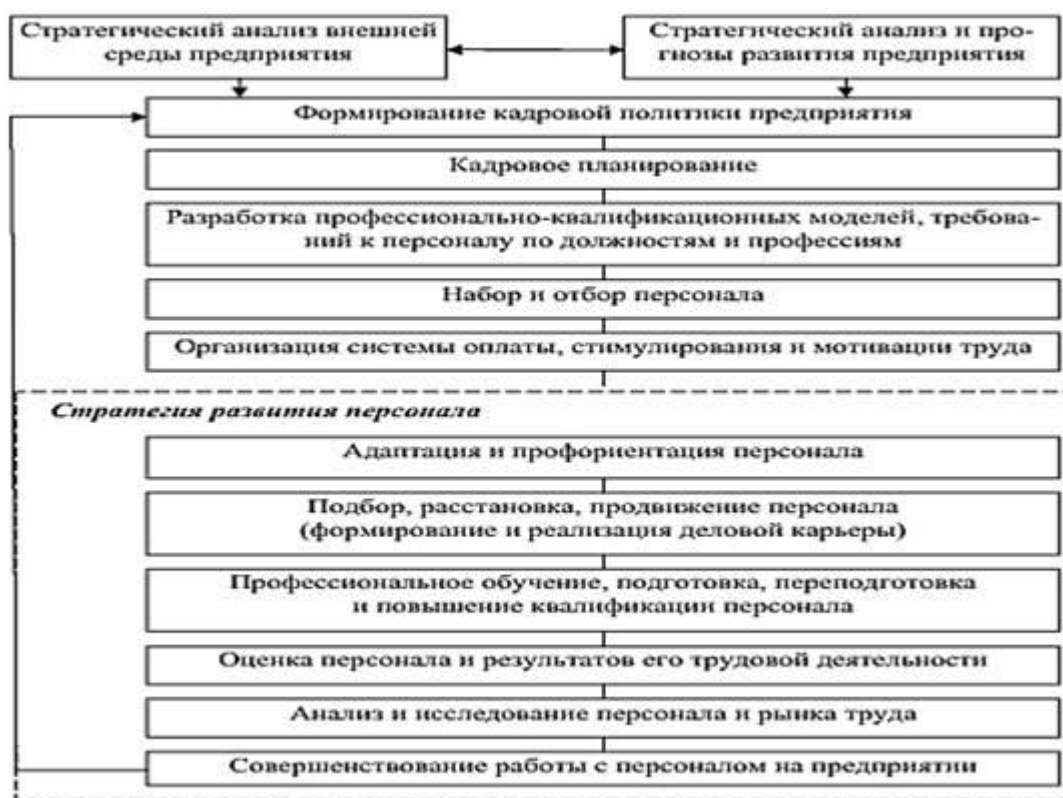 Стратегический анализ внешней
среды предприятия
Стратегический анализ и про-
гнозы развития предприятия
Формирование кадровой политики предприятия
Кадровое планирование
Разработка профессионально-квалификационных моделей, требова-
ний к персоналу по должностям и профессиям
Набор и отбор персонала
Организация системы оплаты, стимулирования и мотивации труда
Стратегия развития персонала
Адаптация и профориентация персонала
Подбор, расстановка, продвижение персонала
(формирование и реализация деловой карьеры)
Профессиональное обучение, подготовка, переподготовка
и повышение квалификации персонала
Оценка персонала и результатов его трудовой деятельности
Анализ и исследование персонала и рынка труда
Совершенствование работы с персоналом на предприятии